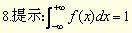 8.提示:∫_{-∞}^{+∞} f(x)dx = 1